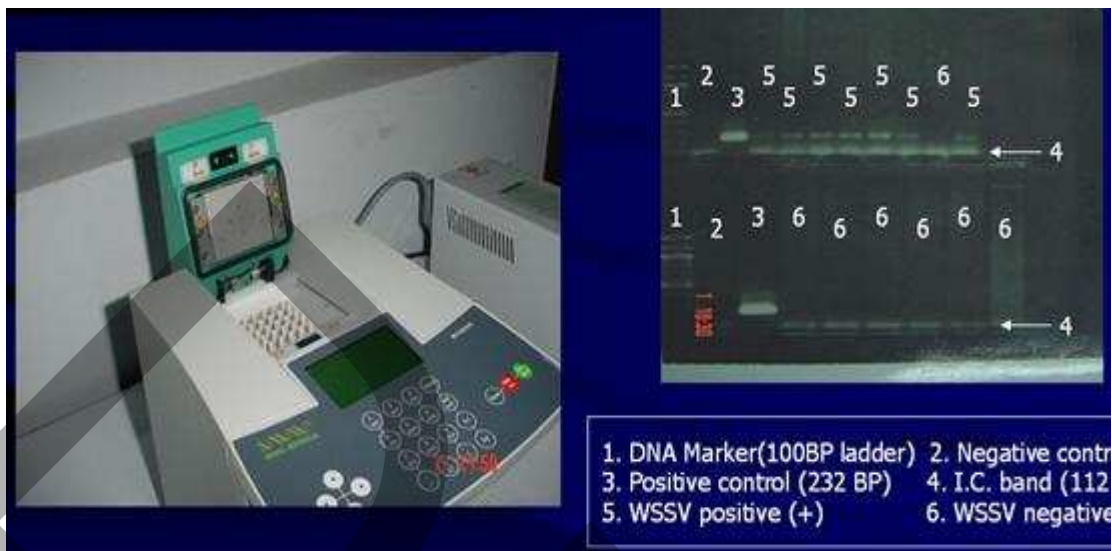 5 5 5 6
2
1 3 5 5 5 5
4
1 2 3 6 6 6 6 6 6
4
1. DNA Marker(100BP ladder) 2. Negative contr
3. Positive control (232 BP) 4. I.C. band (112
5. WSSV positive (+) 6. WSSV negative